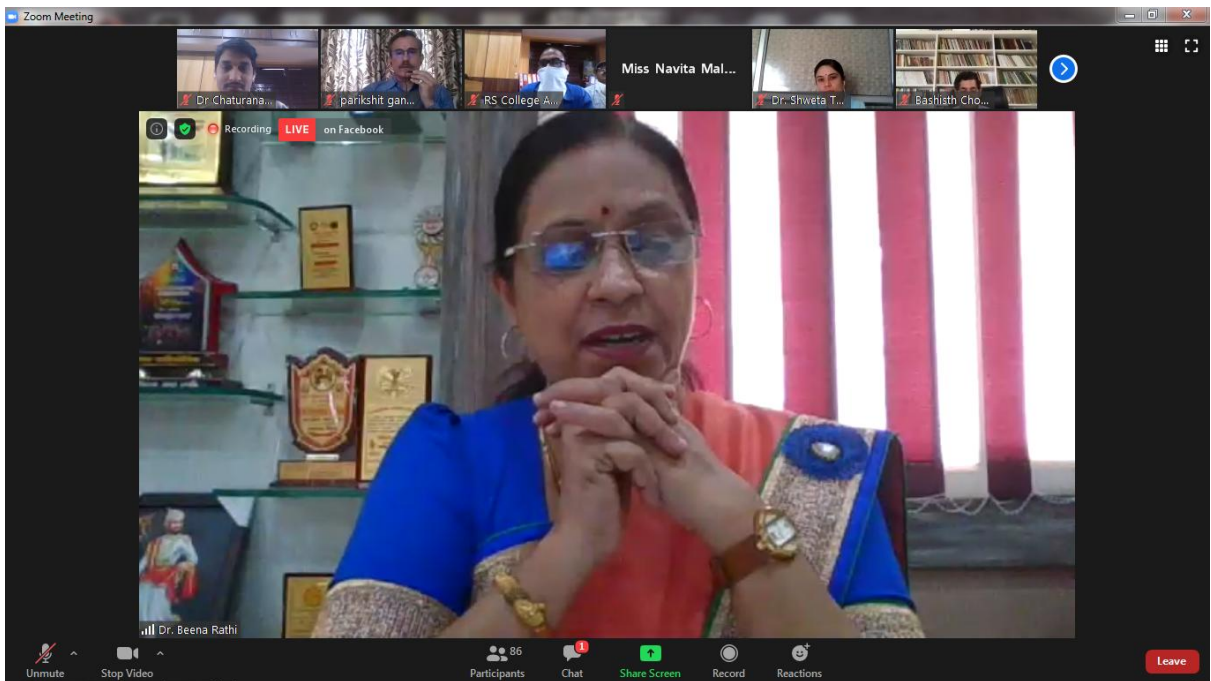 Zoom Meeting
Dr Chaturana...
parikshit gan...
RS College A...
Miss Navita Mal...
Dr. Shweta T...
Bashisth Cho...
Recording LIVE on Facebook
Dr. Beena Rathi
Unmute
Stop Video
86
Participants
1
Chat
Share Screen
Record
Reactions
Leave